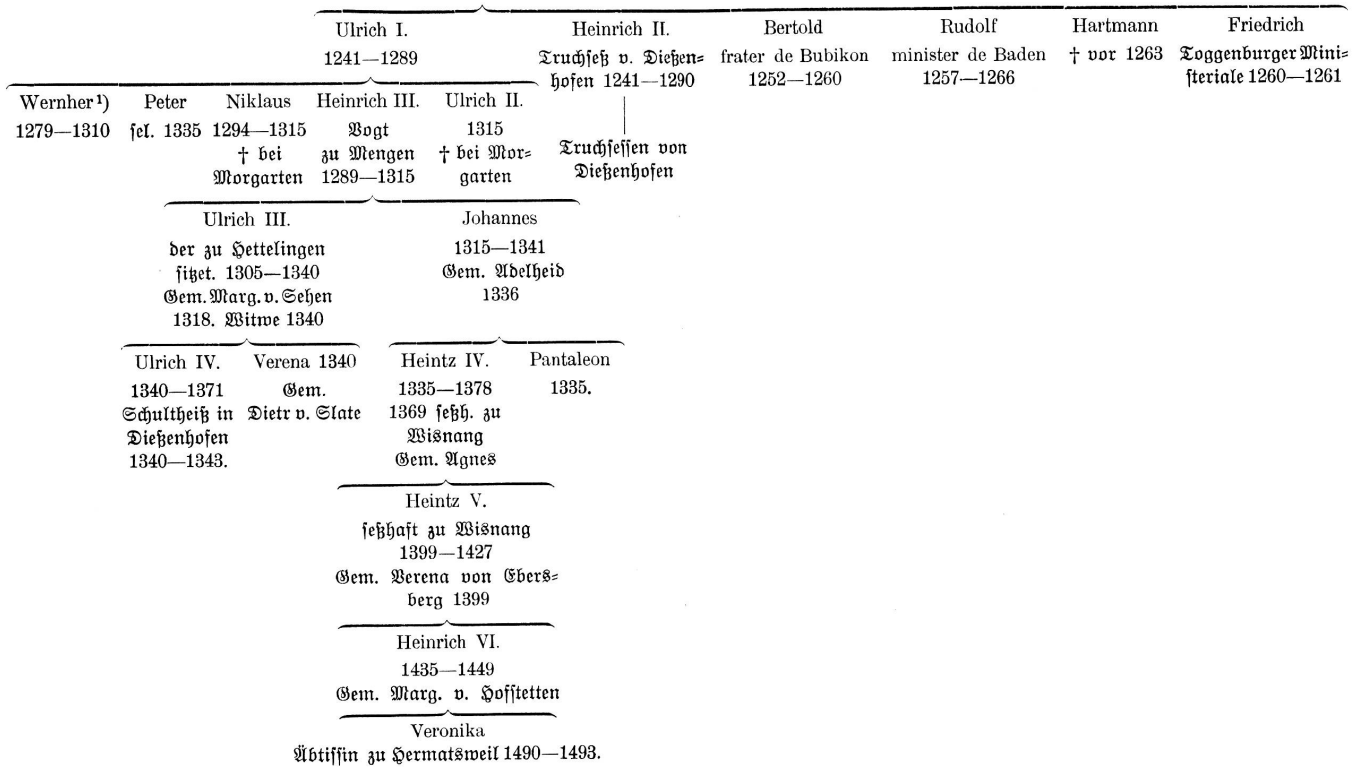 Ulrich I.
1241—1289
Heinrich II.
Truchseß v. Dießen-
hofen 1241—1290
Truchsessen von
Dießenhofen
Bertold
frater de Bubikon
1252—1260
Rudolf
minister de Baden
1257—1266
Hartmann
† vor 1263
Friedrich
Toggenburger Mini-
steriale 1260—1261
Wernher¹)
1279—1310
Peter
sel. 1335
Niklaus
1294—1315
† bei
Morgarten
Heinrich III.
Vogt
zu Mengen
1289—1315
Ulrich II.
1315
† bei Mor-
garten
Ulrich III.
der zu Hettelingen
sitzet. 1305—1340
Gem. Marg. v. Sehen
1318. Witwe 1340
Johannes
1315—1341
Gem. Adelheid
1336
Ulrich IV.
1340—1371
Schultheiß in
Dießenhofen
1340—1343.
Verena 1340
Gem.
Dietr v. Slate
Heintz IV.
1335—1378
1369 seßh. zu
Wisnang
Gem. Agnes
Pantaleon
1335.
Heintz V.
seßhaft zu Wisnang
1399—1427
Gem. Verena von Ebers-
berg 1399
Heinrich VI.
1435—1449
Gem. Marg. v. Hofstetten
Veronika
Äbtissin zu Hermatsweil 1490—1493.